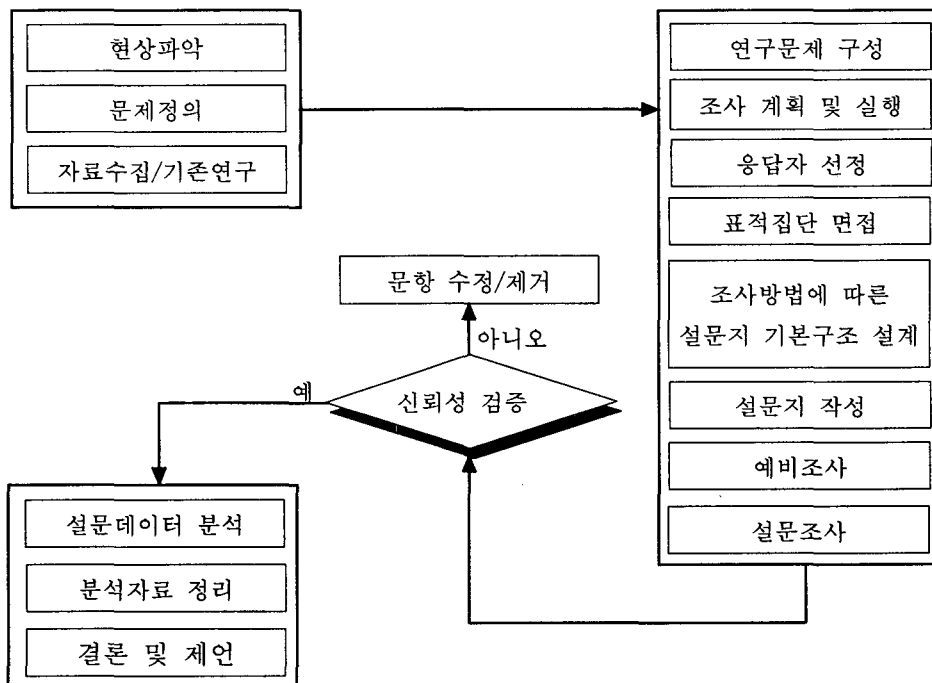 현상파악
문제정의
자료수집/기존연구
연구문제 구성
조사 계획 및 실행
응답자 선정
표적집단 면접
조사방법에 따른
설문지 기본구조 설계
설문지 작성
예비조사
설문조사
문항 수정/제거
아니오
예
신뢰성 검증
설문데이터 분석
분석자료 정리
결론 및 제언